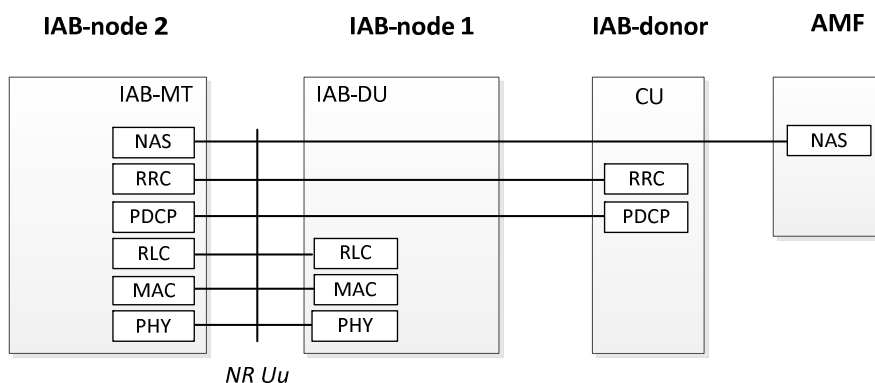 IAB-node 2 IAB-node 1 IAB-donor AMF
IAB-MT IAB-DU CU
NAS NAS
RRC RRC
PDCP PDCP
RLC RLC
MAC MAC
PHY PHY
NR Uu